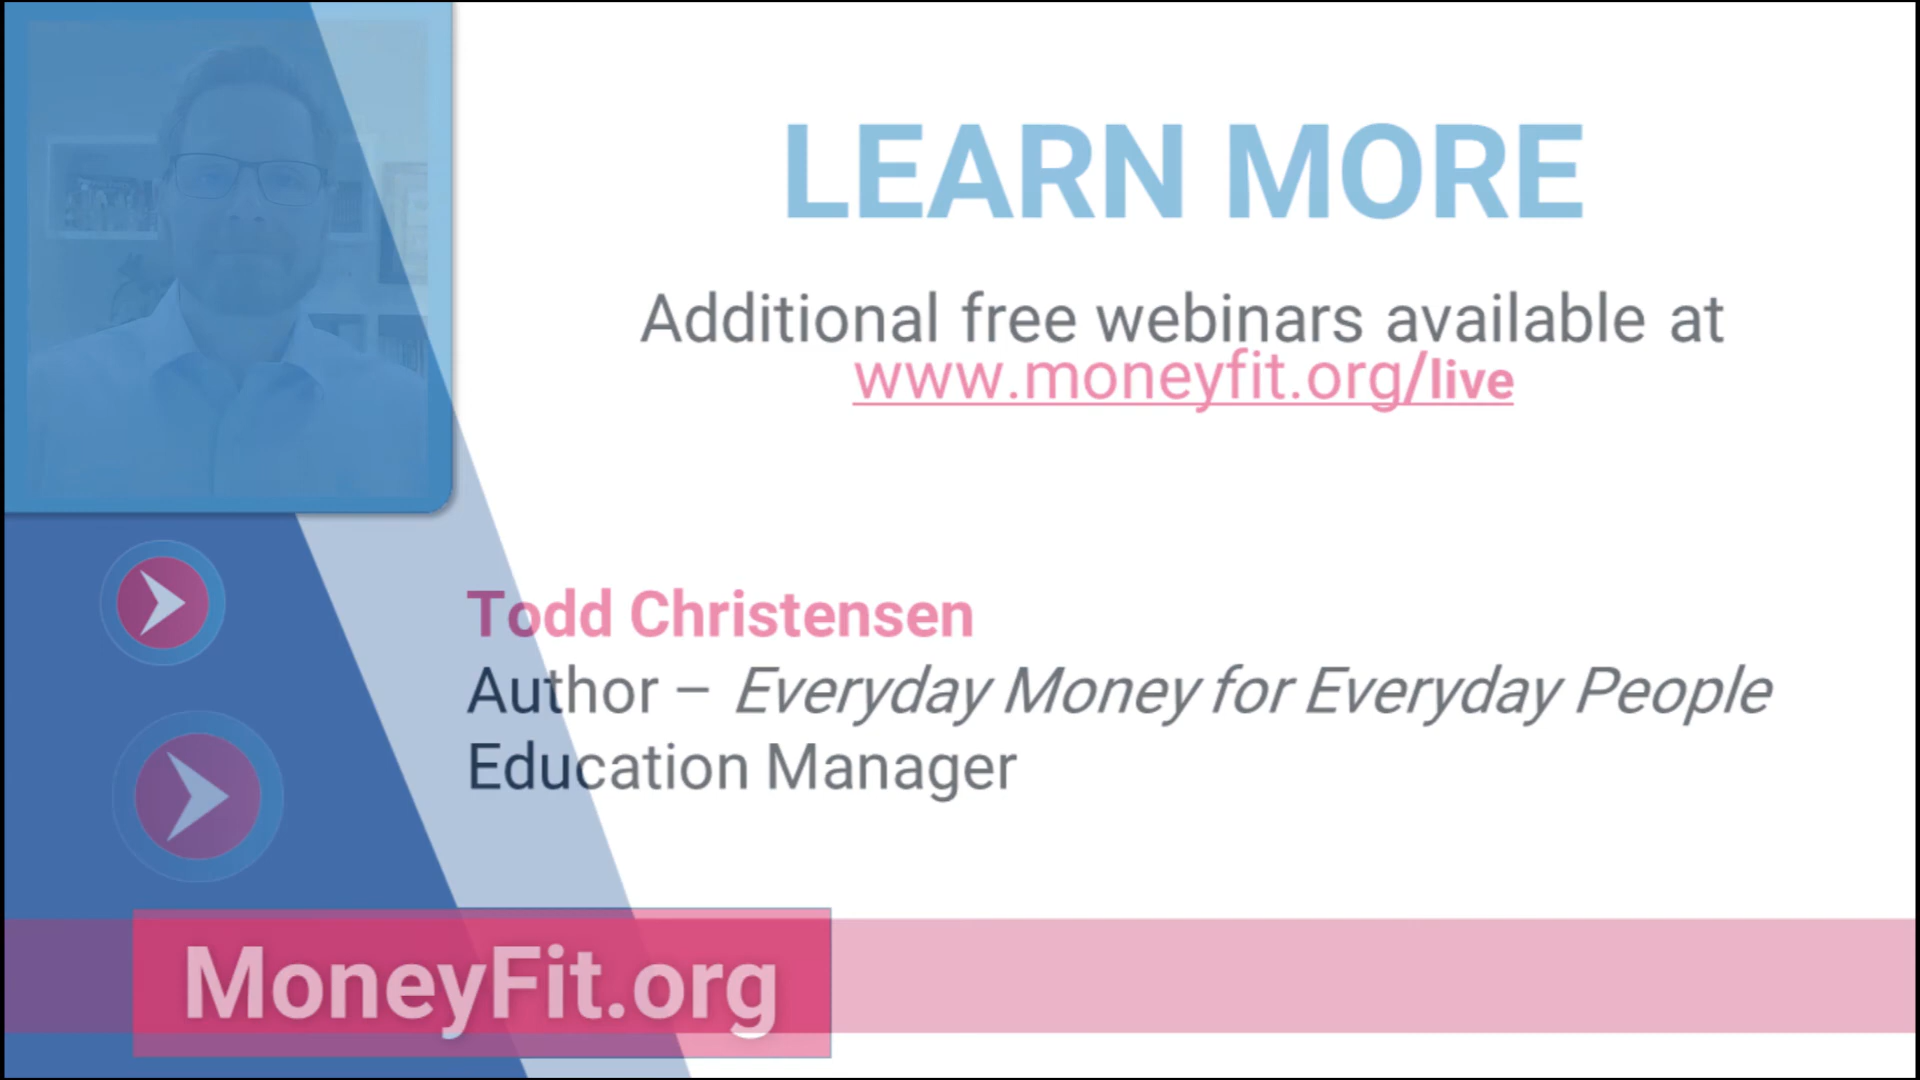 LEARN MORE
Additional free webinars available at
www.moneyfit.org/live
Todd Christensen
Author – Everyday Money for Everyday People
Education Manager
MoneyFit.org